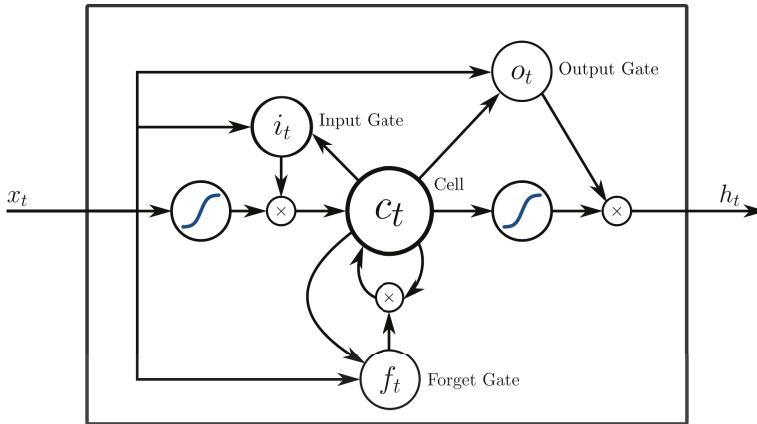 o_t Output Gate
i_t Input Gate
x_t
×
c_t
Cell
×
h_t
×
f_t Forget Gate